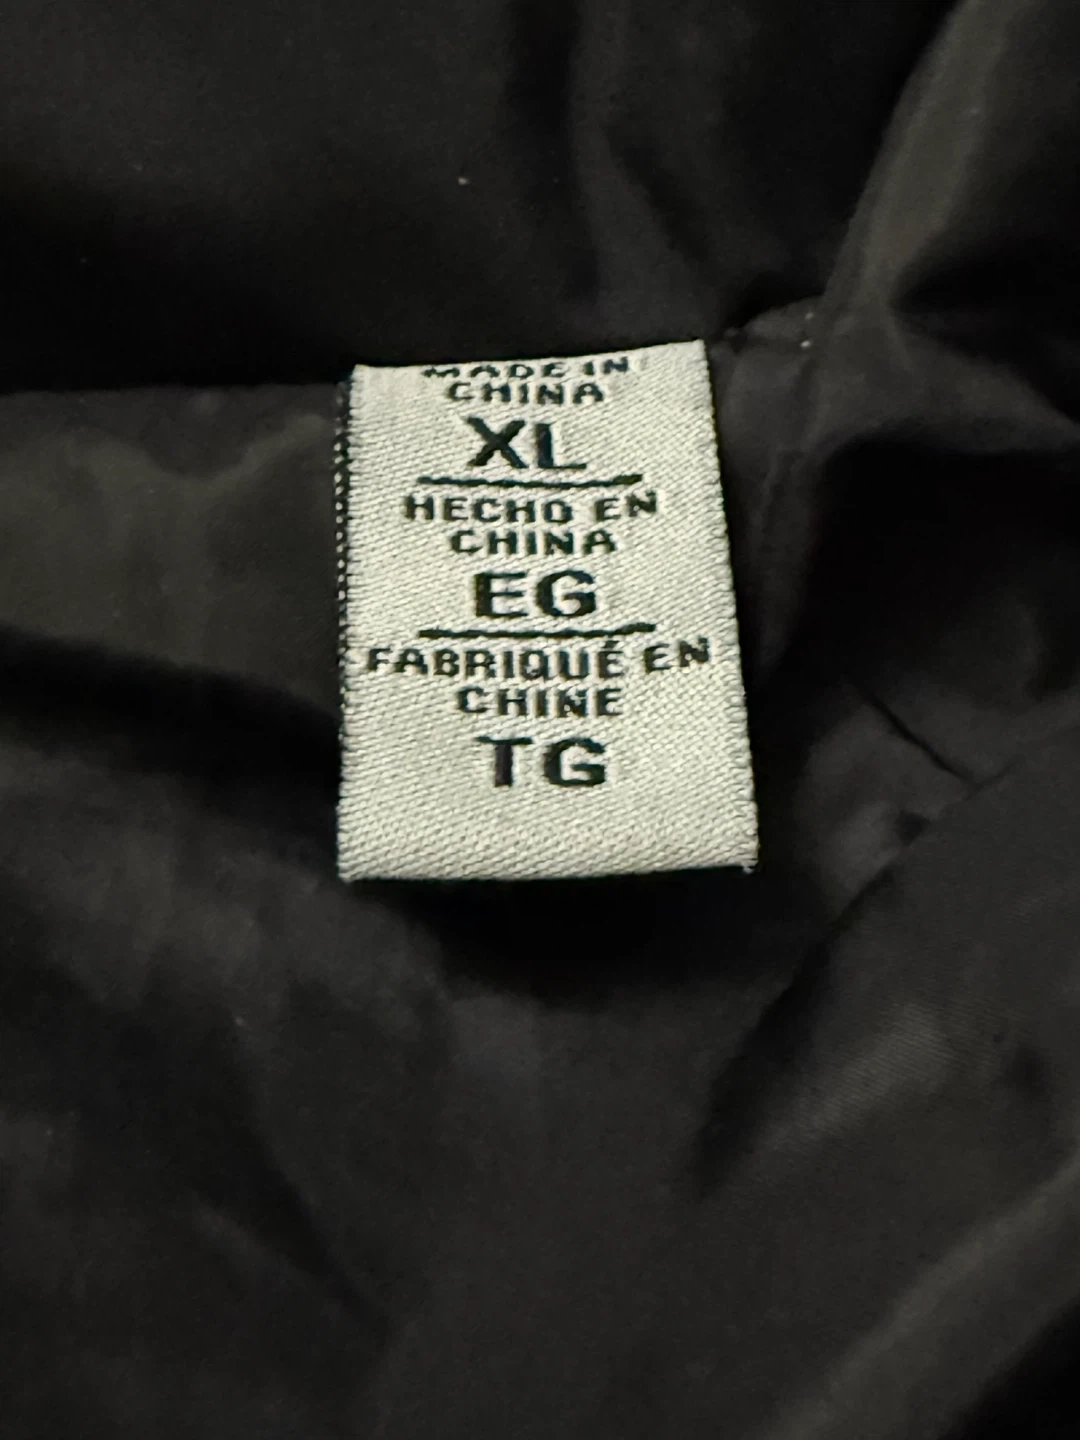 MADE IN
CHINA
XL
HECHO EN
CHINA
EG
FABRIQUÉ EN
CHINE
TG